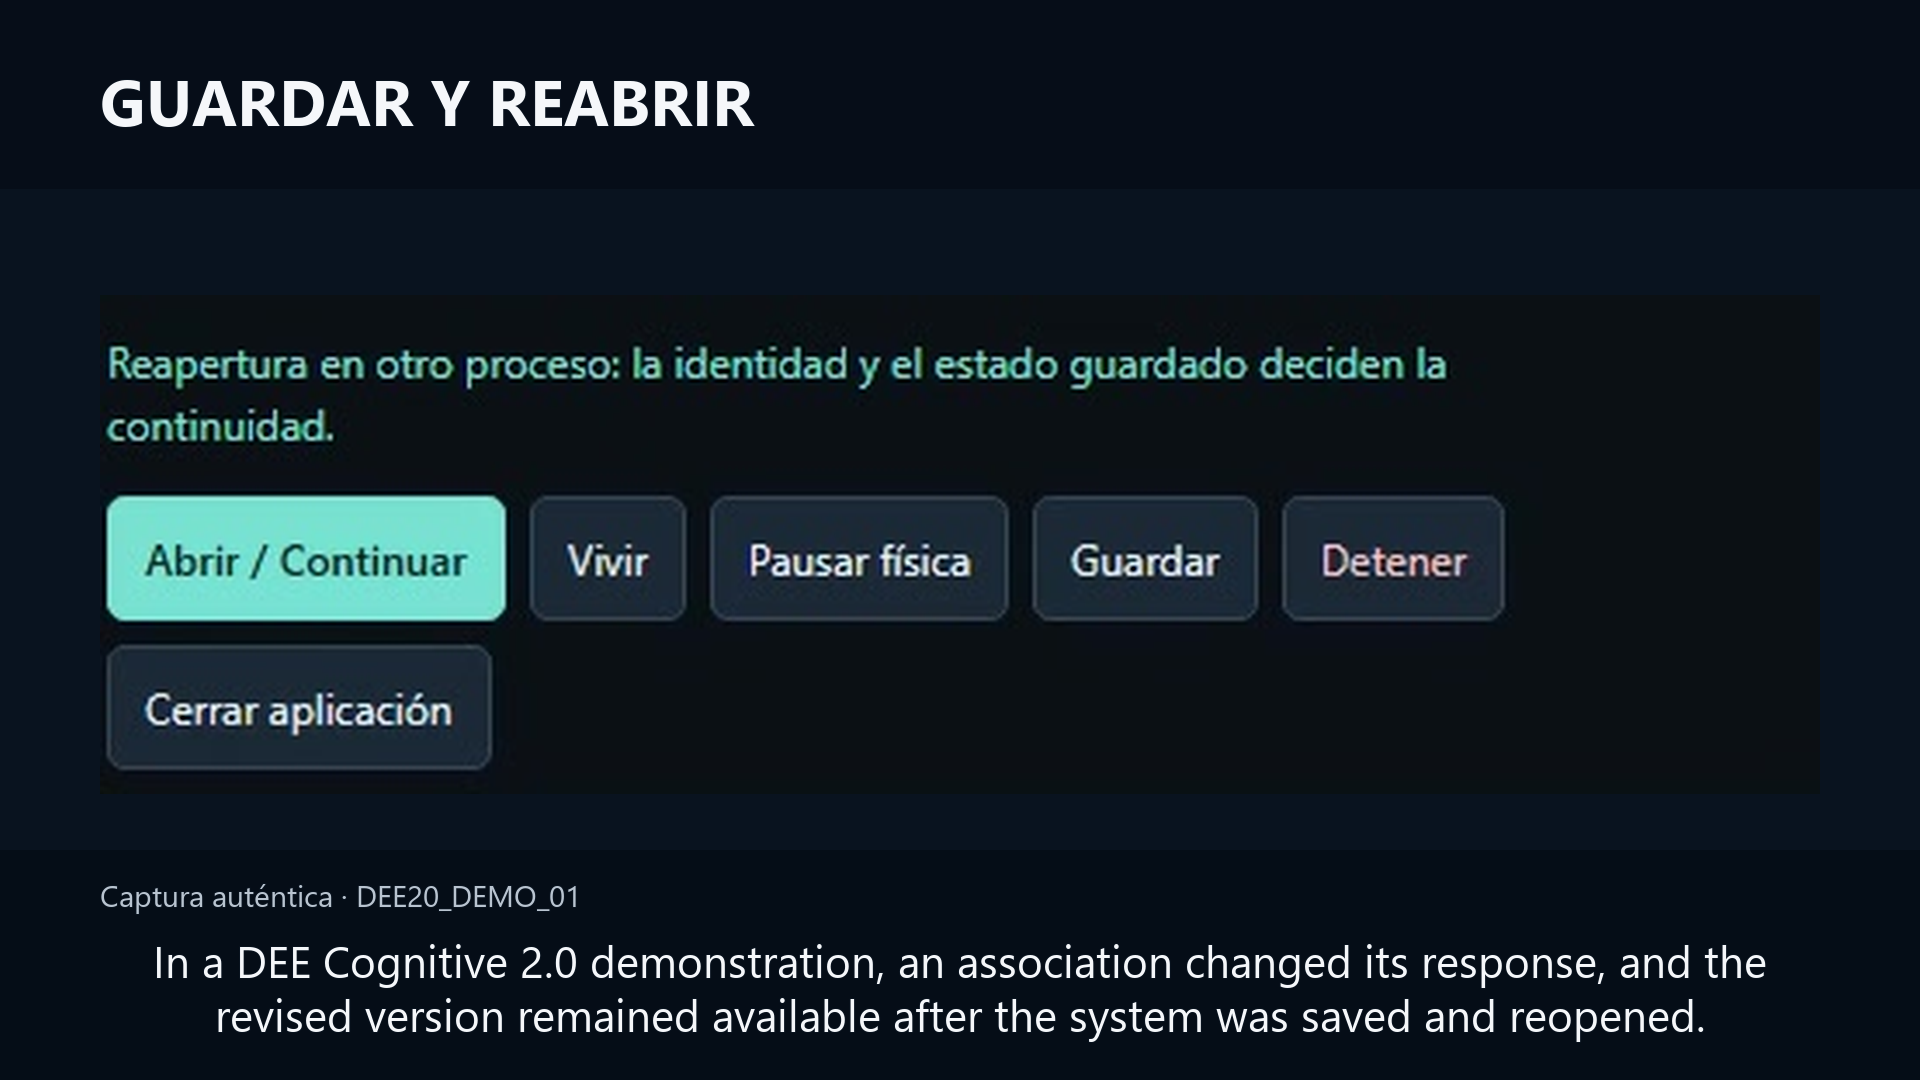 GUARDAR Y REABRIR
Reapertura en otro proceso: la identidad y el estado guardado deciden la
continuidad.
Abrir / Continuar
Vivir
Pausar física
Guardar
Detener
Cerrar aplicación
Captura auténtica · DEE20_DEMO_01
In a DEE Cognitive 2.0 demonstration, an association changed its response, and the
revised version remained available after the system was saved and reopened.